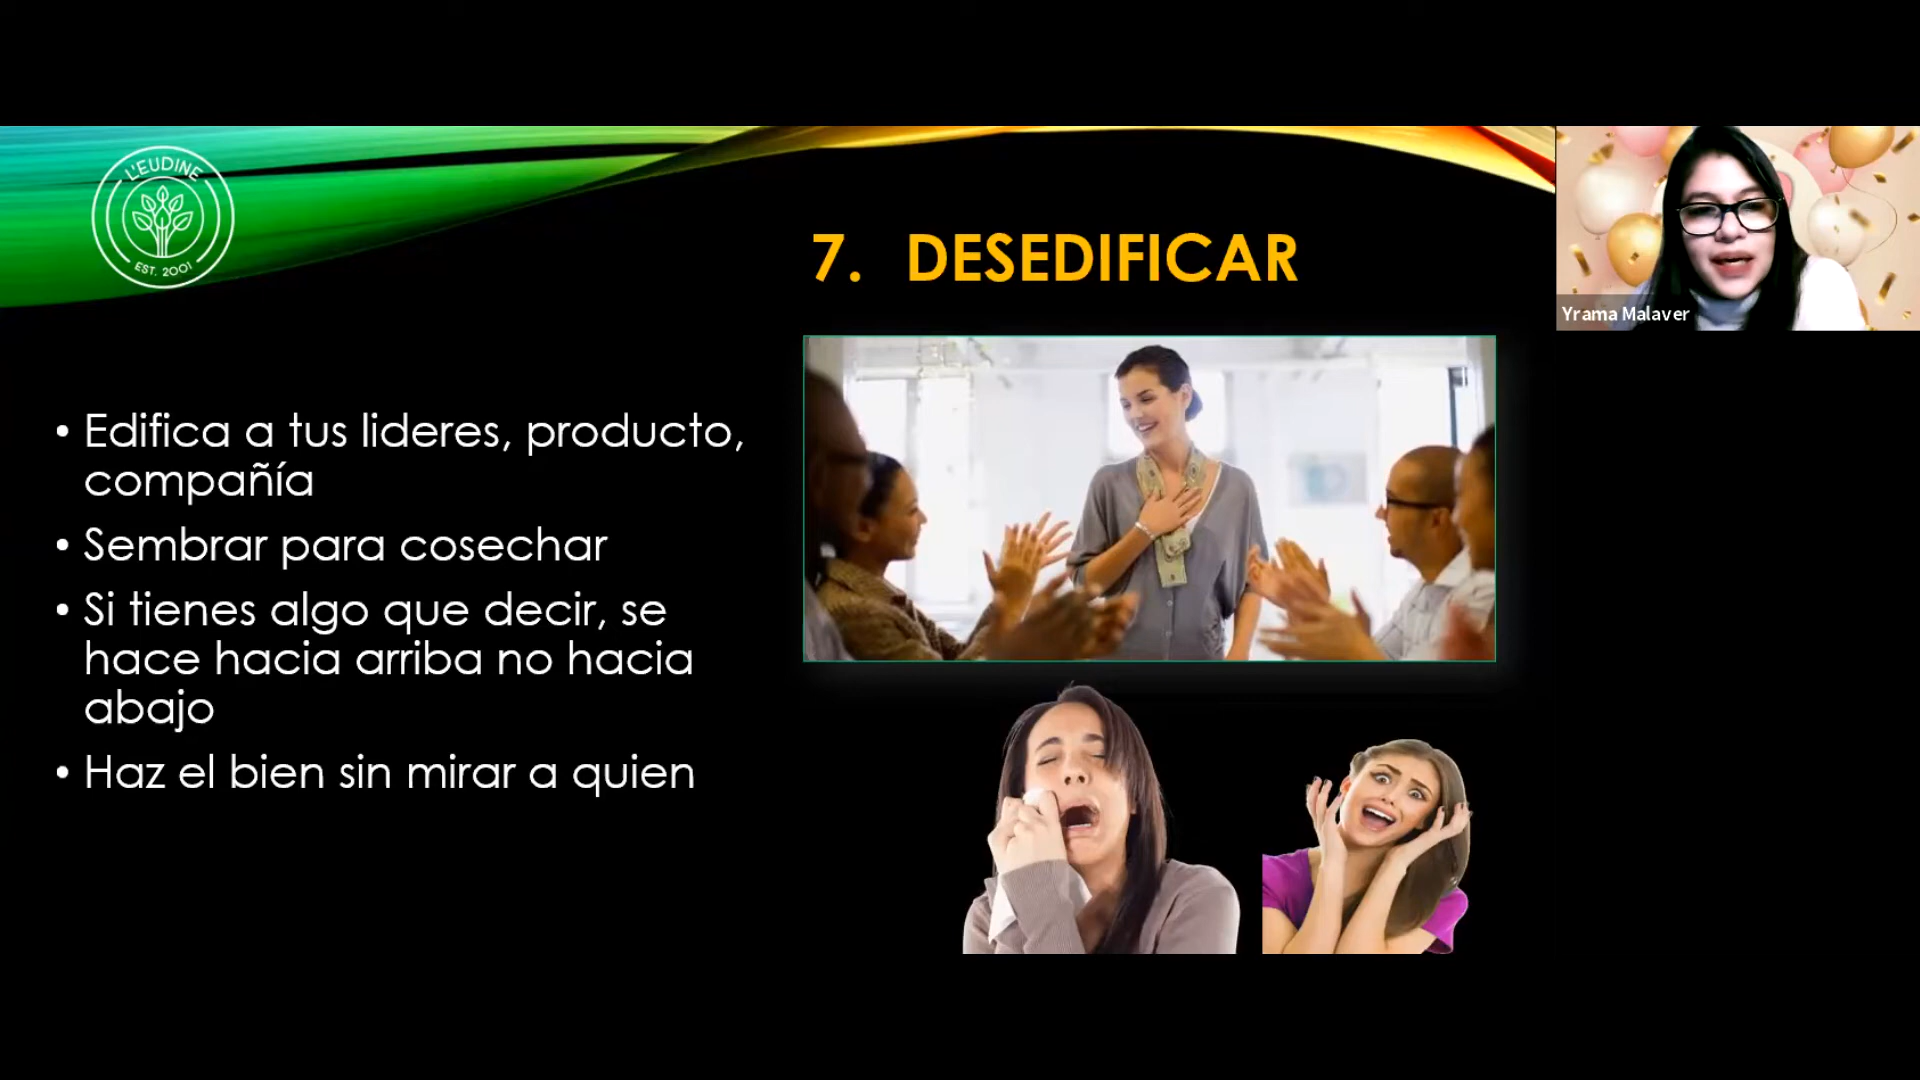 L'EUDINE
EST. 2001
7. DESEDIFICAR
Yrama Malaver
• Edifica a tus lideres, producto,
compañía
• Sembrar para cosechar
• Si tienes algo que decir, se
hace hacia arriba no hacia
abajo
• Haz el bien sin mirar a quien